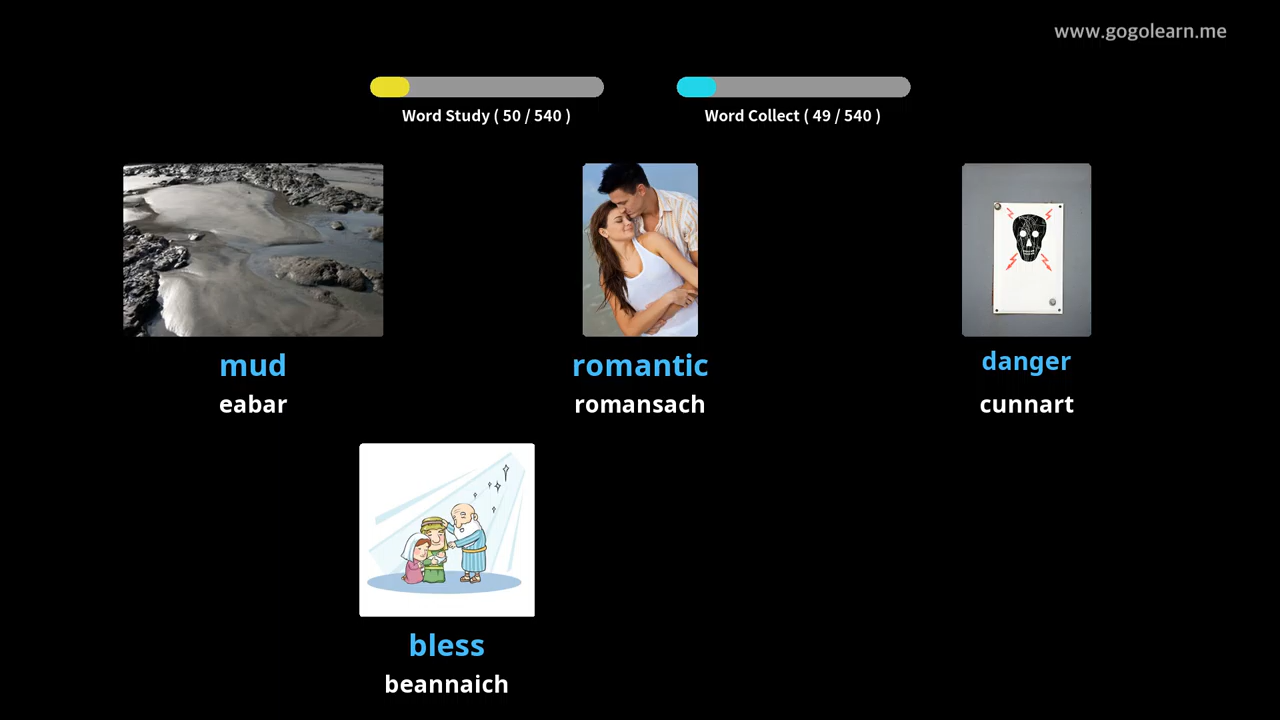 www.gogolearn.me
Word Study ( 50 / 540 )
Word Collect ( 49 / 540 )
mud
eabar
romantic
romansach
danger
cunnart
bless
beannaich